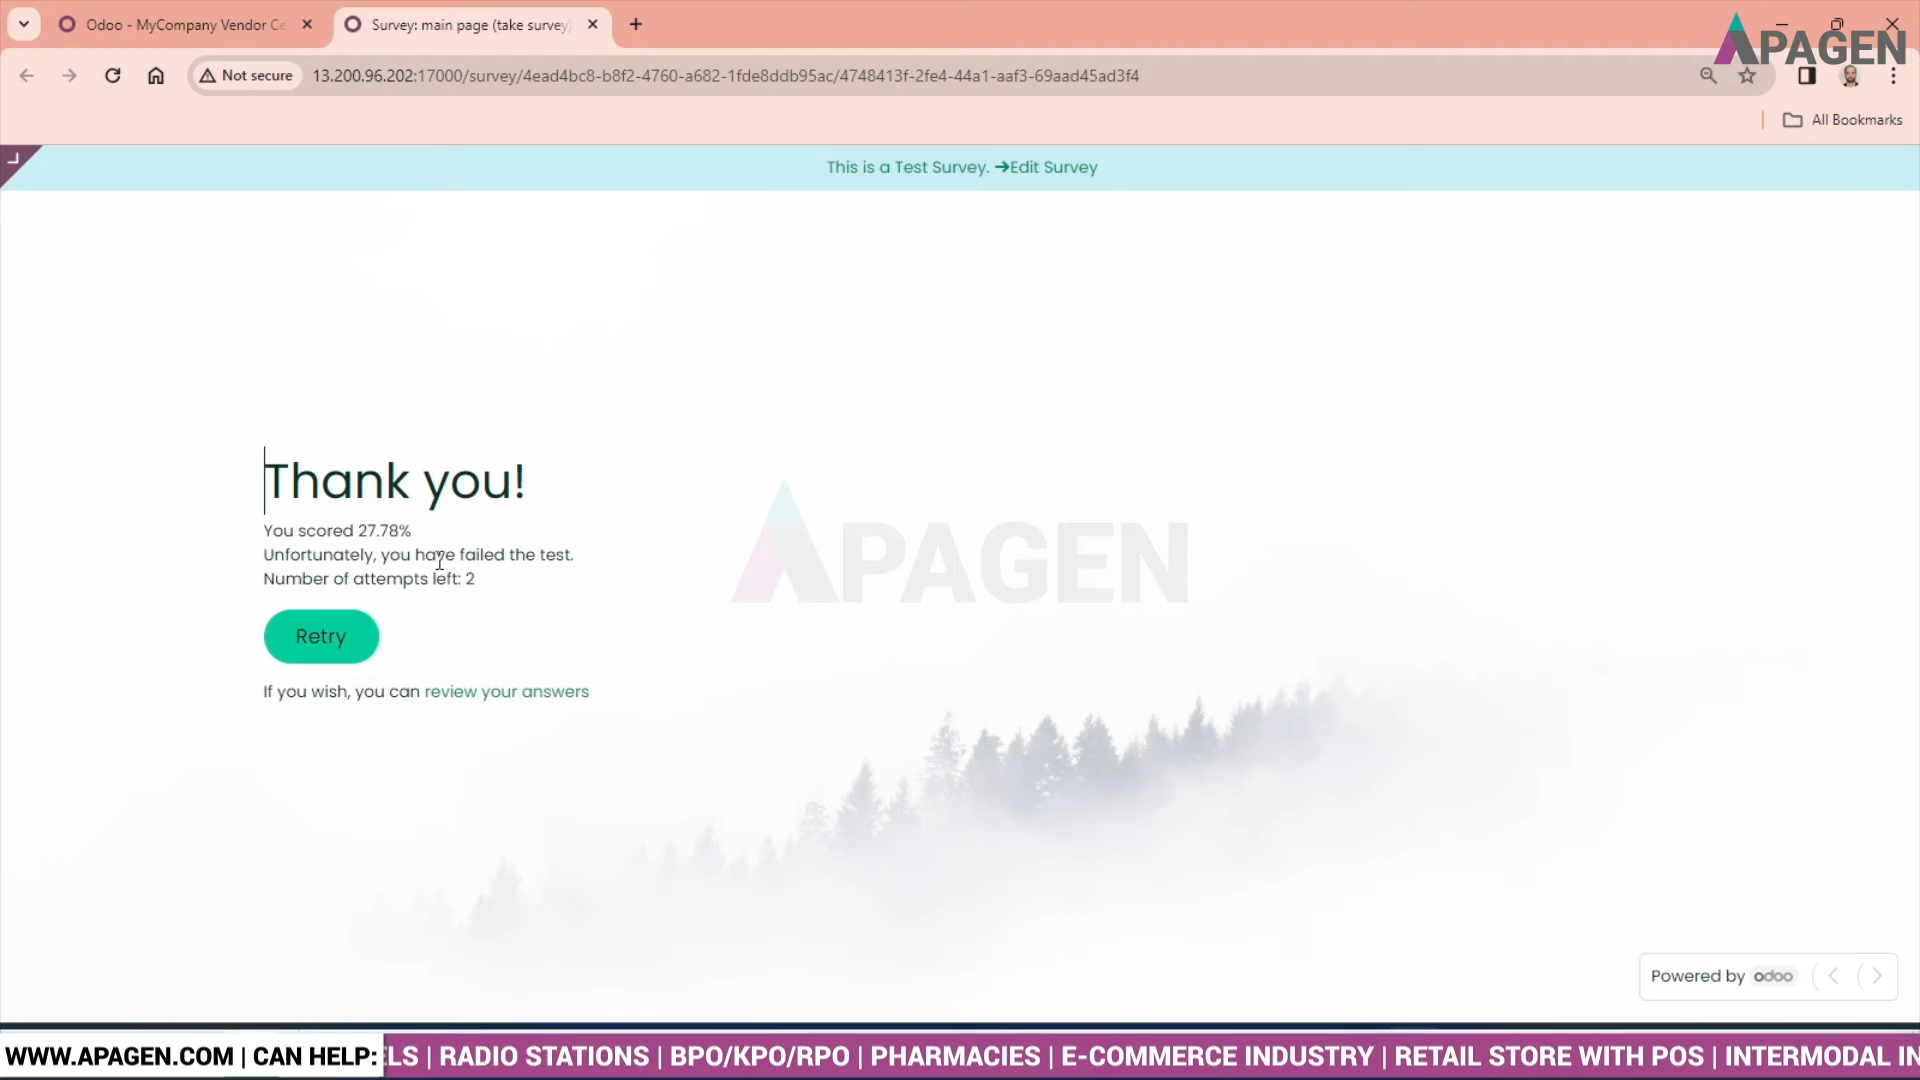 Odoo - MyCompany Vendor Ce
Survey: main page (take survey)
APAGEN
Not secure
13.200.96.202:17000/survey/4ead4bc8-b8f2-4760-a682-1fde8ddb95ac/4748413f-2fe4-44a1-aaf3-69aad45ad3f4
All Bookmarks
This is a Test Survey. ➔Edit Survey
Thank you!
You scored 27.78%
Unfortunately, you have failed the test.
Number of attempts left: 2
APAGEN
Retry
If you wish, you can review your answers
Powered by odoo
WWW.APAGEN.COM | CAN HELP: ELS | RADIO STATIONS | BPO/KPO/RPO | PHARMACIES | E-COMMERCE INDUSTRY | RETAIL STORE WITH POS | INTERMODAL IN